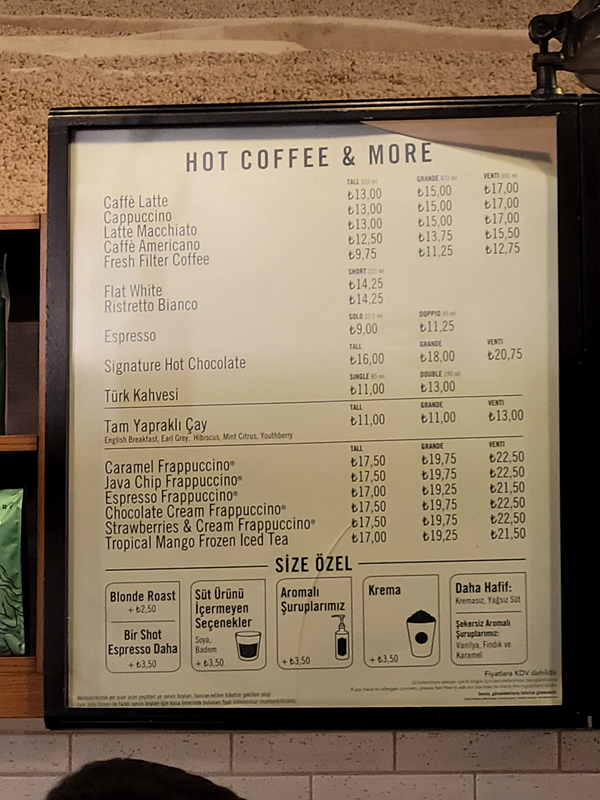 HOT COFFEE & MORE
TALL GRANDE VENTI
Caffè Latte ₺13,00 ₺15,00 ₺17,00
Cappuccino ₺13,00 ₺15,00 ₺17,00
Latte Macchiato ₺13,00 ₺15,00 ₺17,00
Caffè Americano ₺12,50 ₺13,75 ₺15,50
Fresh Filter Coffee ₺9,75 ₺11,25 ₺12,75
SHORT
Flat White ₺14,25
Ristretto Bianco ₺14,25
SOLO DOPPIO
Espresso ₺9,00 ₺11,25
TALL GRANDE VENTI
Signature Hot Chocolate ₺16,00 ₺18,00 ₺20,75
SINGLE DOUBLE
Türk Kahvesi ₺11,00 ₺13,00
TALL GRANDE VENTI
Tam Yapraklı Çay ₺11,00 ₺11,00 ₺13,00
English Breakfast, Earl Grey, Hibiscus, Mint Citrus, Youthberry
TALL GRANDE VENTI
Caramel Frappuccino® ₺17,50 ₺19,75 ₺22,50
Java Chip Frappuccino® ₺17,50 ₺19,75 ₺22,50
Espresso Frappuccino® ₺17,00 ₺19,25 ₺21,50
Chocolate Cream Frappuccino® ₺17,50 ₺19,75 ₺22,50
Strawberries & Cream Frappuccino® ₺17,50 ₺19,75 ₺22,50
Tropical Mango Frozen Iced Tea ₺17,00 ₺19,25 ₺21,50
SİZE ÖZEL
Blonde Roast
+ ₺2,50
Bir Shot
Espresso Daha
+ ₺3,50
Süt Ürünü
İçermeyen
Seçenekler
Soya,
Badem
+ ₺3,50
Aromalı
Şuruplarımız
+ ₺3,50
Krema
+ ₺3,50
Daha Hafif:
Kremasız, Yağsız Süt
Şekersiz Aromalı
Şuruplarımız:
Vanilya, Fındık ve
Karamel
Fiyatlara KDV dahildir.